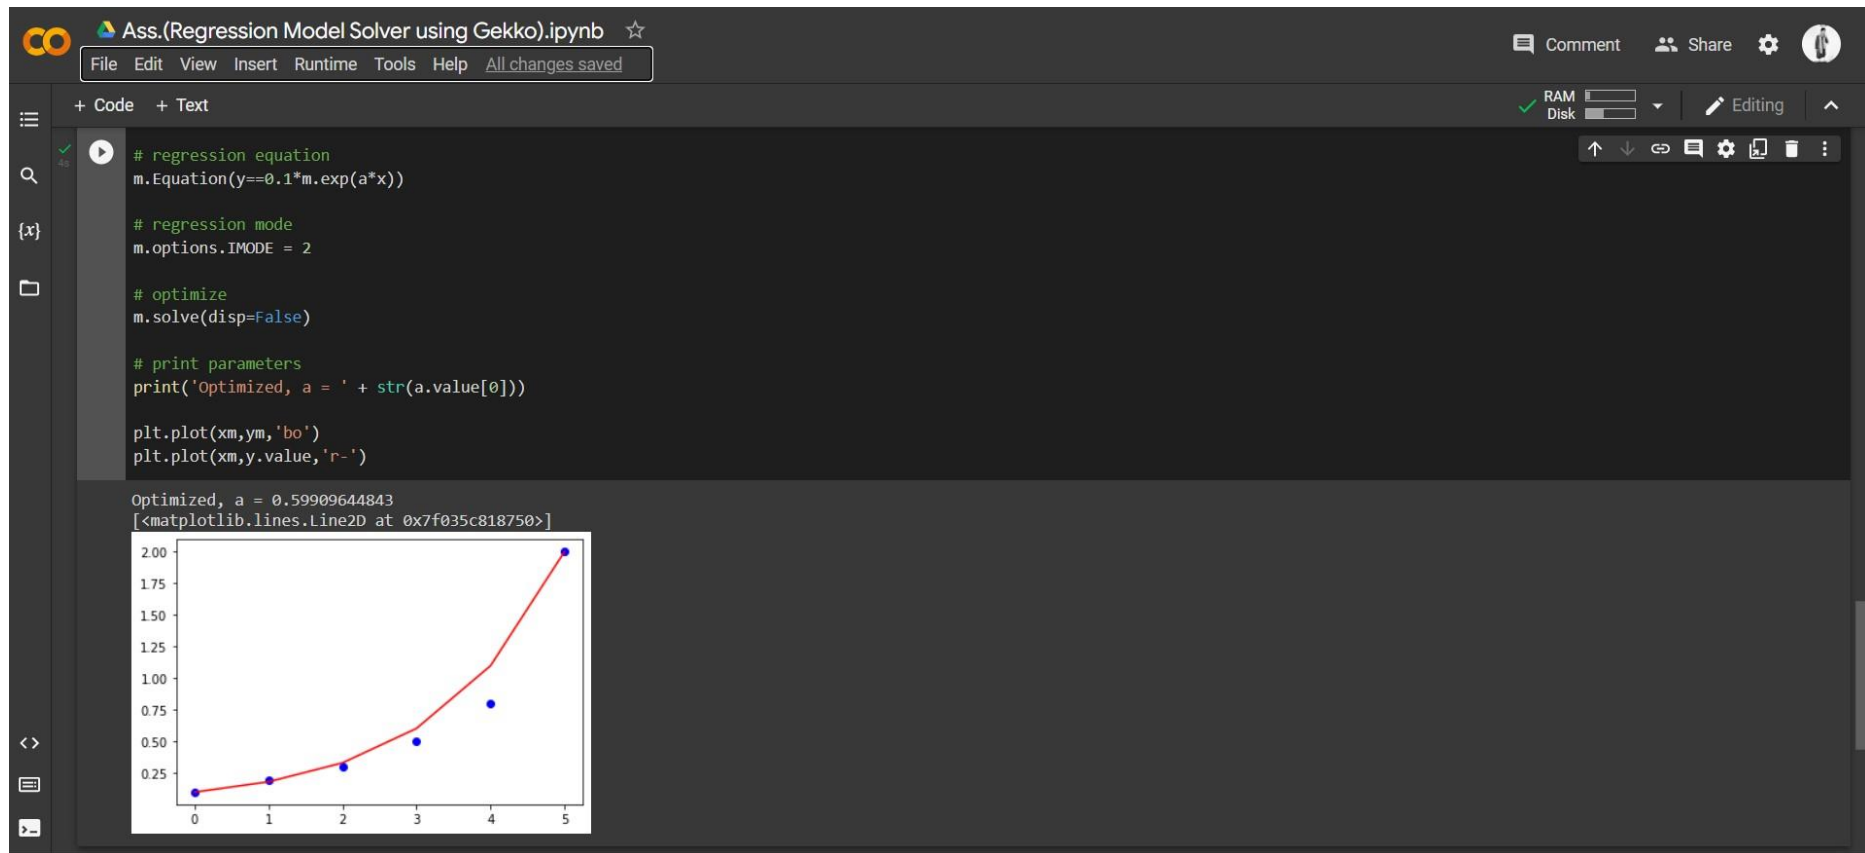 Ass.(Regression Model Solver using Gekko).ipynb
Comment Share
File Edit View Insert Runtime Tools Help All changes saved
+ Code + Text
RAM
Disk
Editing
4s
# regression equation
m.Equation(y==0.1*m.exp(a*x))
{x}
# regression mode
m.options.IMODE = 2
# optimize
m.solve(disp=False)
# print parameters
print('Optimized, a = ' + str(a.value[0]))
plt.plot(xm,ym,'bo')
plt.plot(xm,y.value,'r-')
Optimized, a = 0.59909644843
[<matplotlib.lines.Line2D at 0x7f035c818750>]
2.00
1.75
1.50
1.25
1.00
0.75
0.50
0.25
0 1 2 3 4 5